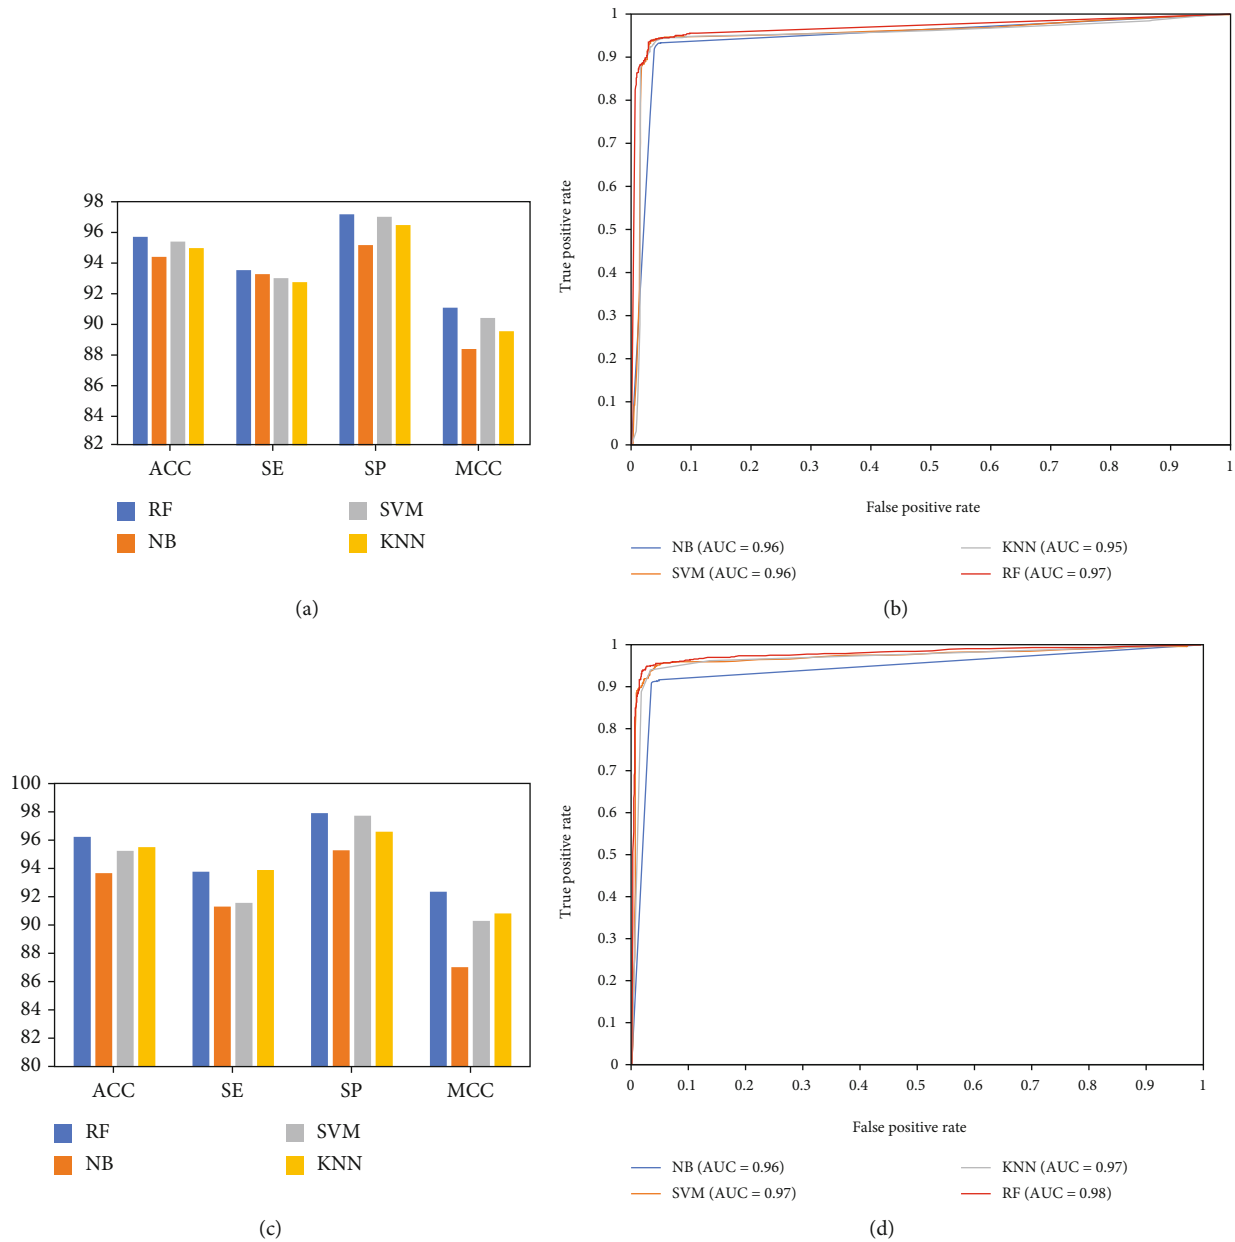 98
96
94
92
90
88
86
84
82
ACC SE SP MCC
RF SVM
NB KNN
(a)
1
0.9
0.8
0.7
0.6
0.5
0.4
0.3
0.2
0.1
0
True positive rate
0 0.1 0.2 0.3 0.4 0.5 0.6 0.7 0.8 0.9 1
False positive rate
NB (AUC = 0.96) KNN (AUC = 0.95)
SVM (AUC = 0.96) RF (AUC = 0.97)
(b)
100
98
96
94
92
90
88
86
84
82
80
ACC SE SP MCC
RF SVM
NB KNN
(c)
1
0.9
0.8
0.7
0.6
0.5
0.4
0.3
0.2
0.1
0
True positive rate
0 0.1 0.2 0.3 0.4 0.5 0.6 0.7 0.8 0.9 1
False positive rate
NB (AUC = 0.96) KNN (AUC = 0.97)
SVM (AUC = 0.97) RF (AUC = 0.98)
(d)